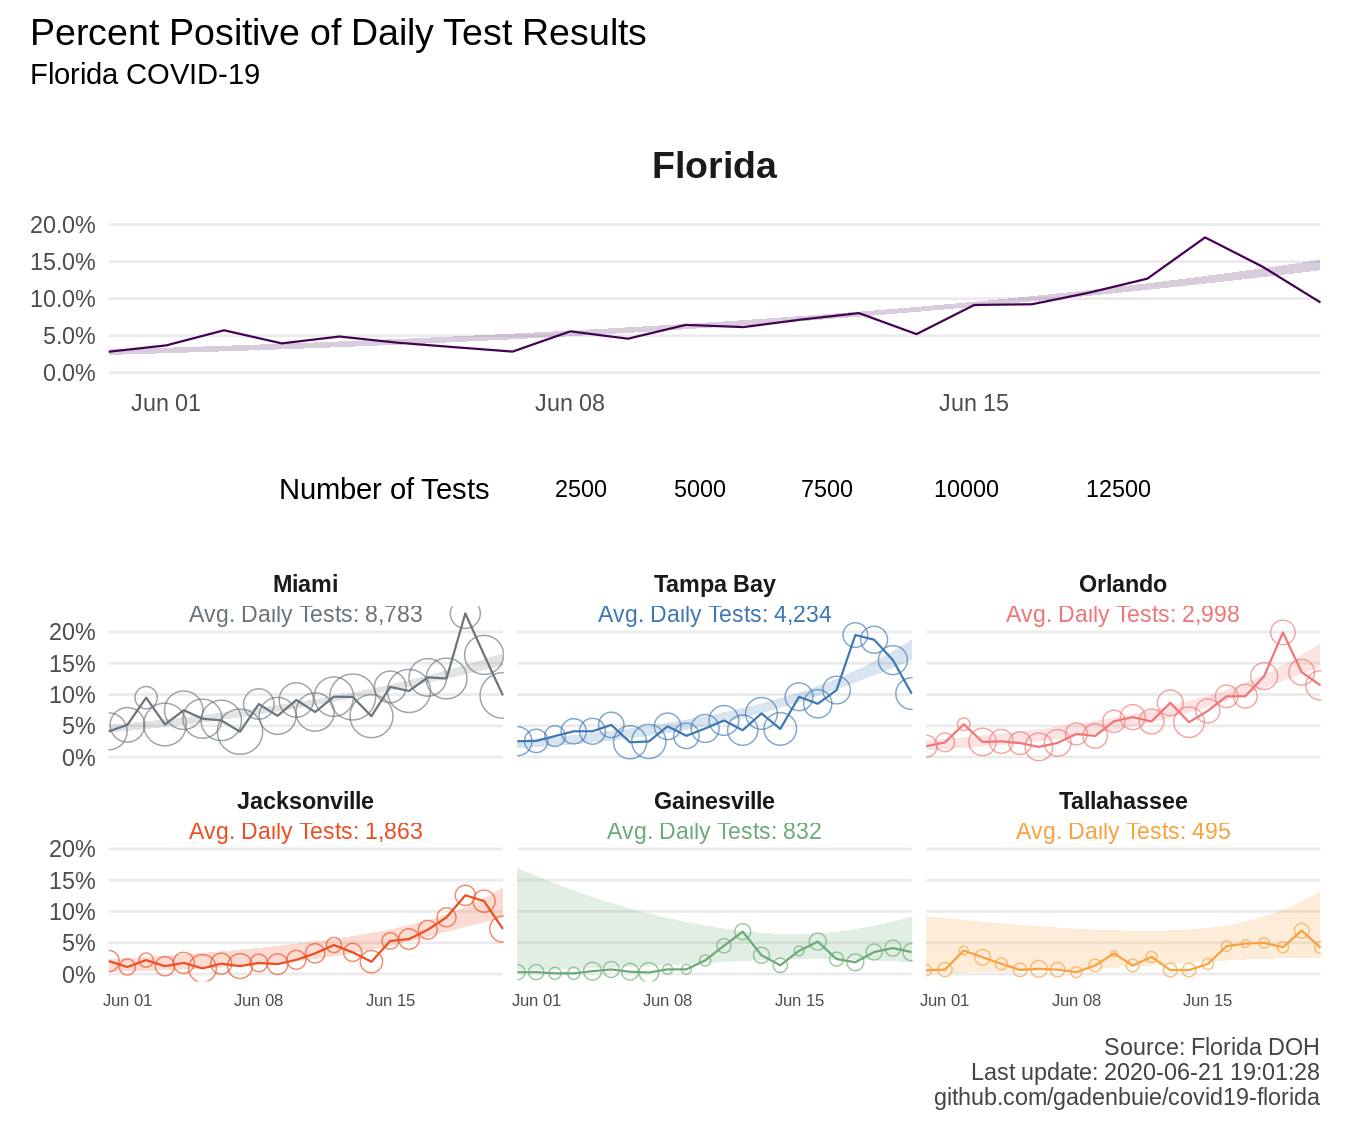 Percent Positive of Daily Test Results
Florida COVID-19
Florida
20.0%
15.0%
10.0%
5.0%
0.0%
Jun 01 Jun 08 Jun 15
Number of Tests 2500 5000 7500 10000 12500
Miami Tampa Bay Orlando
Avg. Daily Tests: 8,783 Avg. Daily Tests: 4,234 Avg. Daily Tests: 2,998
20%
15%
10%
5%
0%
Jacksonville Gainesville Tallahassee
Avg. Daily Tests: 1,863 Avg. Daily Tests: 832 Avg. Daily Tests: 495
20%
15%
10%
5%
0%
Jun 01 Jun 08 Jun 15 Jun 01 Jun 08 Jun 15 Jun 01 Jun 08 Jun 15
Source: Florida DOH
Last update: 2020-06-21 19:01:28
github.com/gadenbuie/covid19-florida